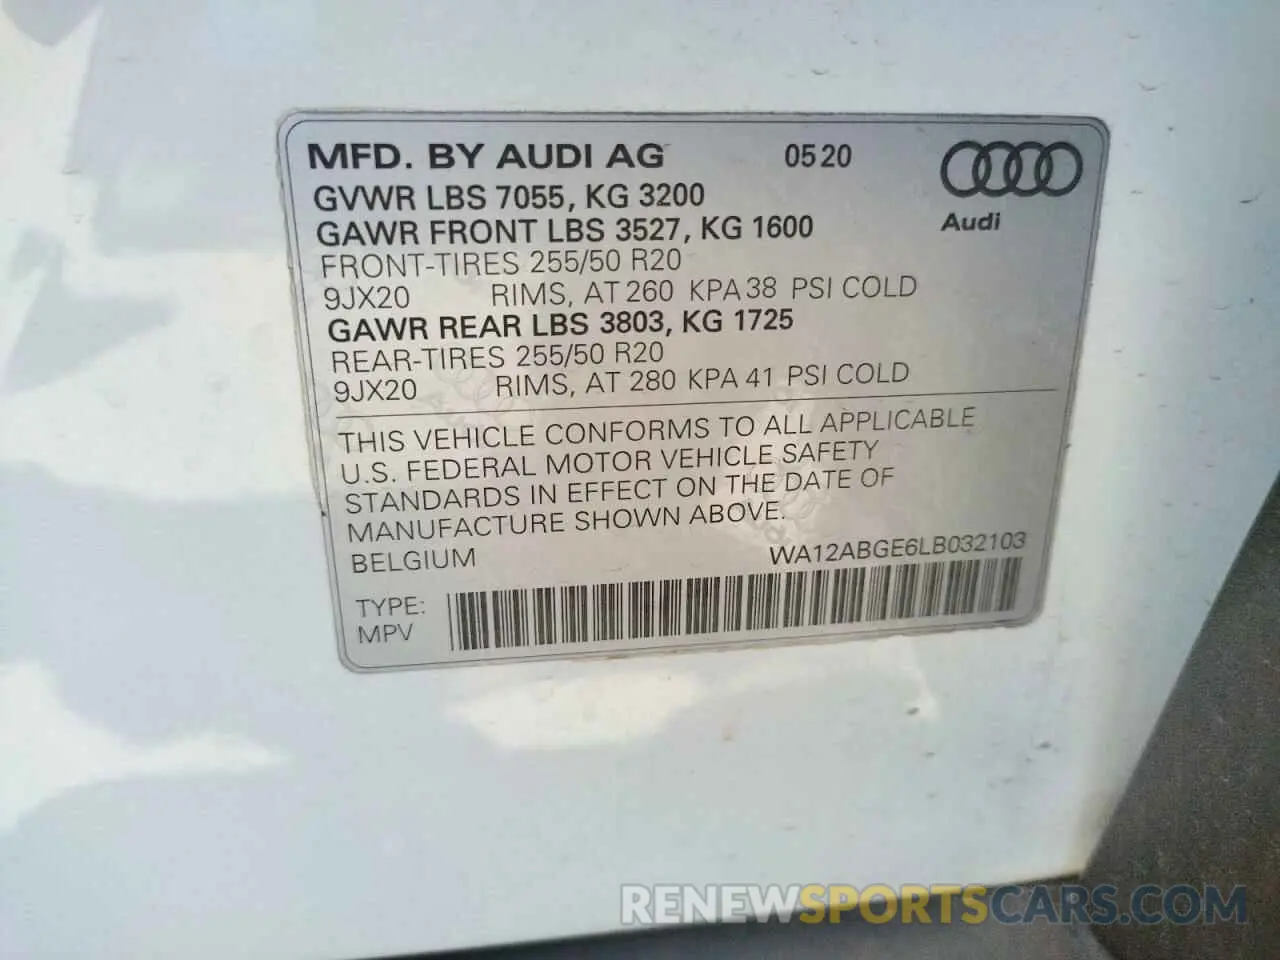 MFD. BY AUDI AG 0520
GVWR LBS 7055, KG 3200
GAWR FRONT LBS 3527, KG 1600
Audi
FRONT-TIRES 255/50 R20
9JX20 RIMS, AT 260 KPA 38 PSI COLD
GAWR REAR LBS 3803, KG 1725
REAR-TIRES 255/50 R20
9JX20 RIMS, AT 280 KPA 41 PSI COLD
THIS VEHICLE CONFORMS TO ALL APPLICABLE
U.S. FEDERAL MOTOR VEHICLE SAFETY
STANDARDS IN EFFECT ON THE DATE OF
MANUFACTURE SHOWN ABOVE.
BELGIUM WA12ABGE6LB032103
TYPE:
MPV
RENEWSPORTSCARS.COM